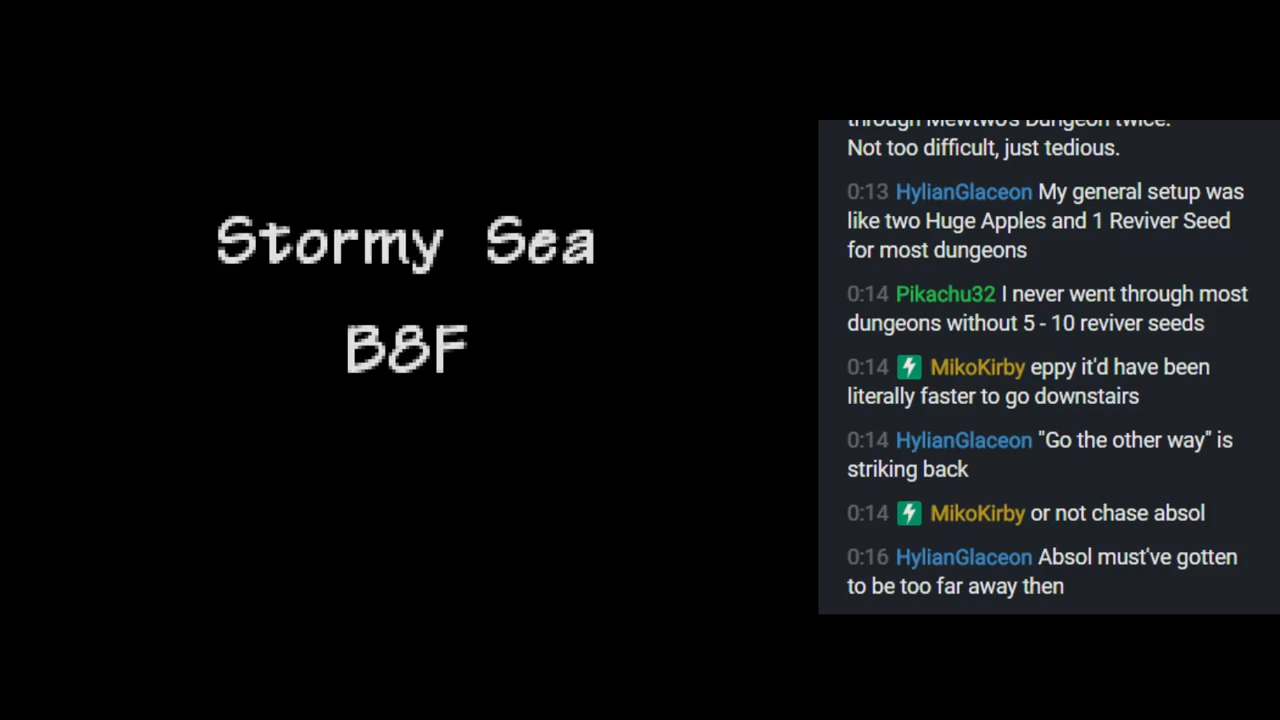 Stormy Sea
B8F
through Mewtwo's Dungeon twice.
Not too difficult, just tedious.
0:13 HylianGlaceon My general setup was
like two Huge Apples and 1 Reviver Seed
for most dungeons
0:14 Pikachu32 I never went through most
dungeons without 5 - 10 reviver seeds
0:14 MikoKirby eppy it'd have been
literally faster to go downstairs
0:14 HylianGlaceon "Go the other way" is
striking back
0:14 MikoKirby or not chase absol
0:16 HylianGlaceon Absol must've gotten
to be too far away then